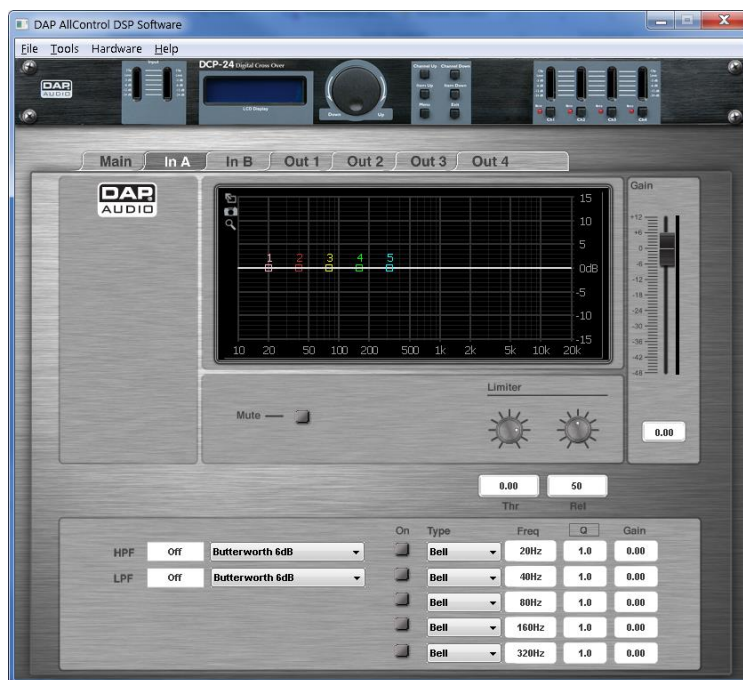 DAP AllControl DSP Software
File Tools Hardware Help
Input
DCP-24 Digital Cross Over
Channel Up Channel Down
DAP AUDIO
Item Up Item Down
Menu Exit
LCD Display
Down Up
Ch1 Ch2 Ch3 Ch4
Main In A In B Out 1 Out 2 Out 3 Out 4
DAP AUDIO
15
10
5
0dB
-5
-10
-15
1 2 3 4 5
10 20 50 100 200 500 1k 2k 5k 10k 20k
Gain
+12
+6
0
-6
-12
-18
-24
-30
-36
-42
-48
0.00
Mute
Limiter
0.00 50
Thr Rel
On Type Freq Q Gain
HPF Off Butterworth 6dB Bell 20Hz 1.0 0.00
LPF Off Butterworth 6dB Bell 40Hz 1.0 0.00
Bell 80Hz 1.0 0.00
Bell 160Hz 1.0 0.00
Bell 320Hz 1.0 0.00